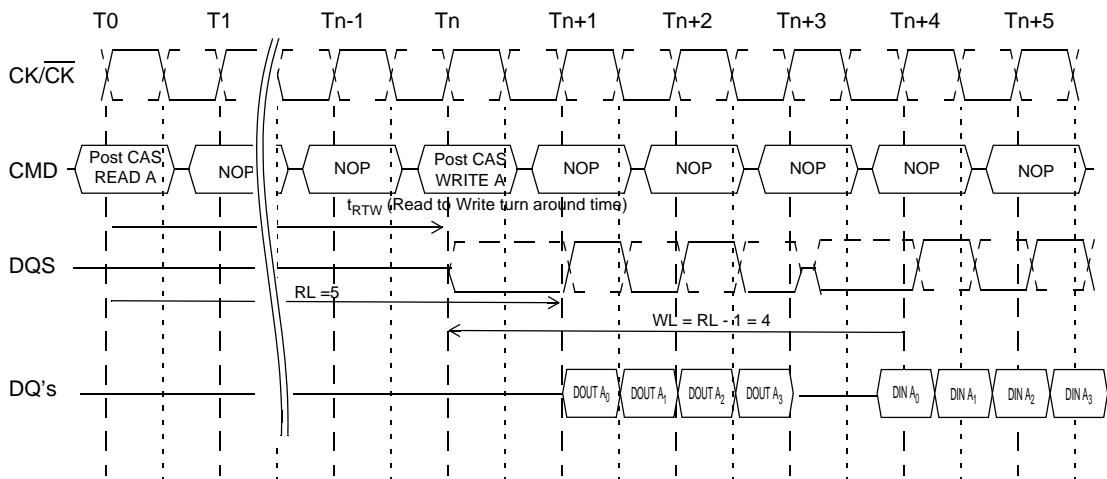 T0 T1 Tn-1 Tn Tn+1 Tn+2 Tn+3 Tn+4 Tn+5
CK/CK
CMD
Post CAS
READ A
NOP
NOP
Post CAS
WRITE A
NOP
NOP
NOP
NOP
NOP
tRTW (Read to Write turn around time)
DQS
RL =5
WL = RL - 1 = 4
DQ's
DOUT A0 DOUT A1 DOUT A2 DOUT A3 DIN A0 DIN A1 DIN A2 DIN A3